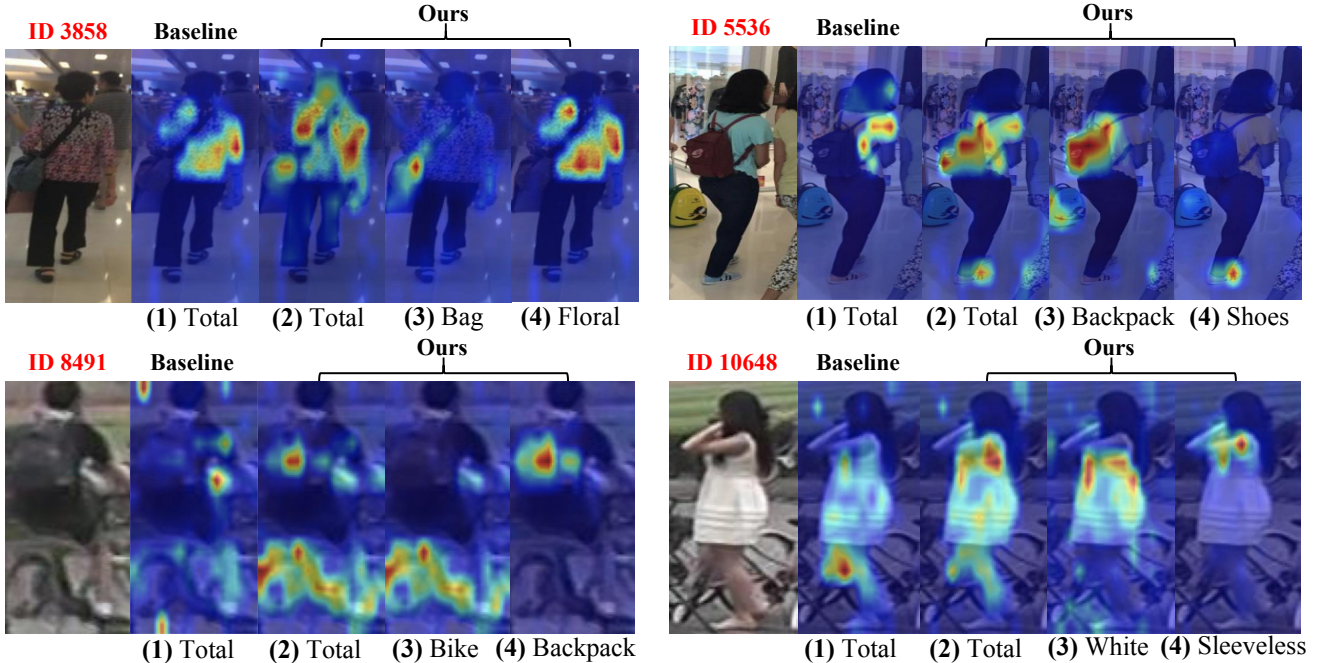 ID 3858 Baseline Ours
(1) Total (2) Total (3) Bag (4) Floral
ID 5536 Baseline Ours
(1) Total (2) Total (3) Backpack (4) Shoes
ID 8491 Baseline Ours
(1) Total (2) Total (3) Bike (4) Backpack
ID 10648 Baseline Ours
(1) Total (2) Total (3) White (4) Sleeveless